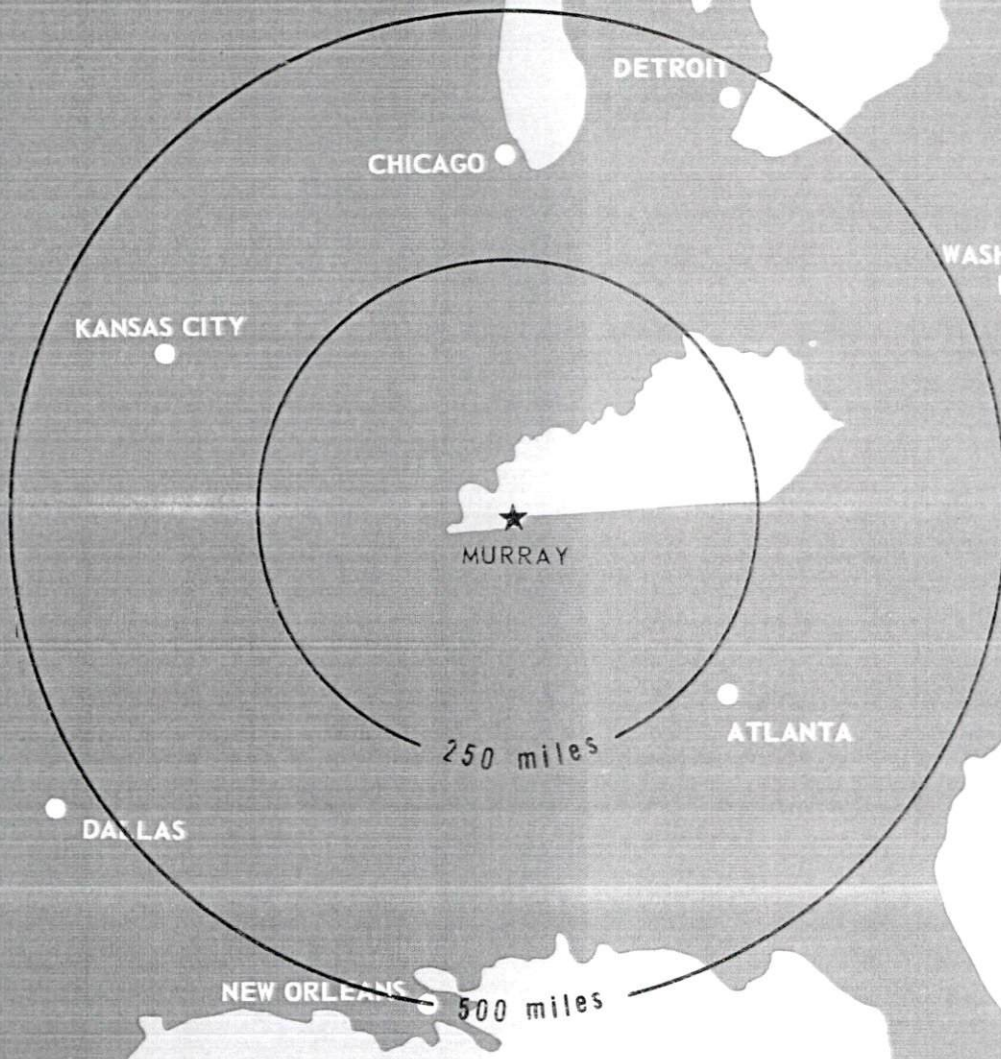 DETROIT
CHICAGO
WASH
KANSAS CITY
MURRAY
250 miles
ATLANTA
DALLAS
NEW ORLEANS
500 miles